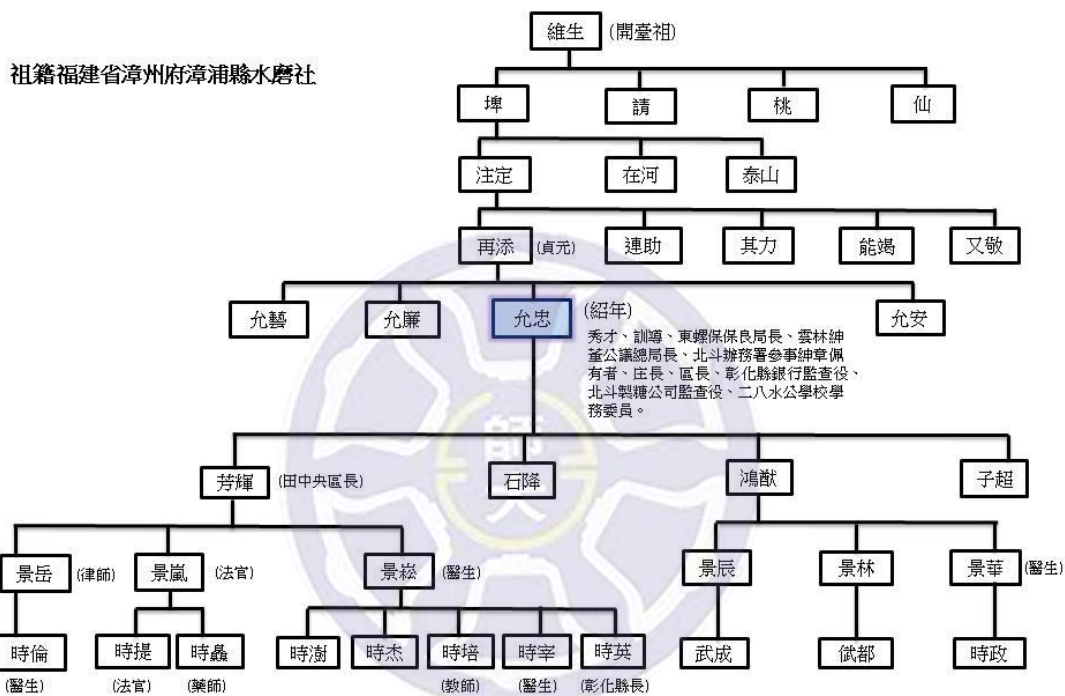 維生 (開臺祖)
祖籍福建省漳州府漳浦縣水磨社
埤 請 桃 仙
注定 在河 泰山
再添 (貞元) 連助 其力 能竭 又敬
允藝 允廉 允忠 (紹年) 允安
秀才、訓導、東螺保保良局長、雲林紳
董公議總局長、北斗辦務署參事紳章佩
有者、庄長、區長、彰化縣銀行監查役、
北斗製糖公司監查役、二八水公學校學
務委員。
芳輝 (田中央區長) 石降 鴻猷 子超
景岳 (律師) 景嵐 (法官) 景崧 (醫生) 景辰 景林 景華 (醫生)
時倫 時提 時驫 時澍 時杰 時培 時宰 時英 武成 傌都 時政
(醫生) (法官) (藥師) (教師) (醫生) (彰化縣長)
師大